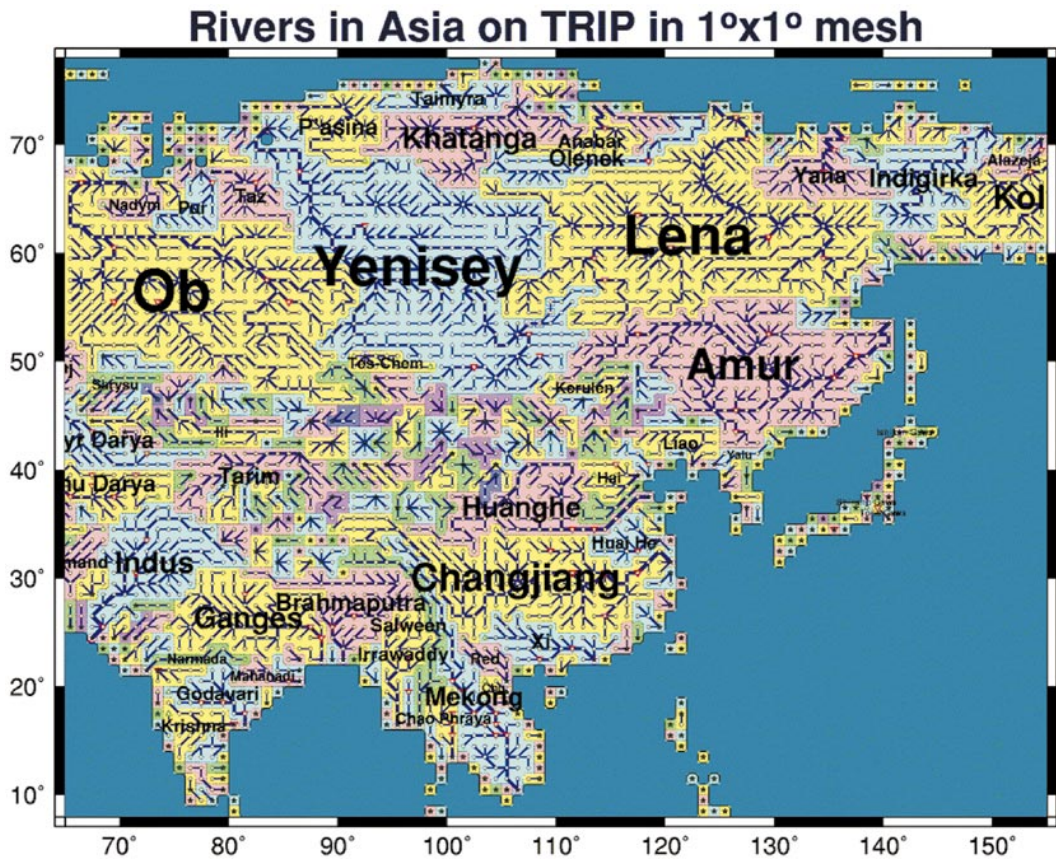 Rivers in Asia on TRIP in 1ºx1º mesh
Taimyra
P'asina
Khatanga
Anabar
Olenek
70°
Alazeja
Yana
Indigirka
Kol
Nadym
Pur
Taz
Lena
60°
Yenisey
Ob
50°
Tos-Chem
Amur
Sarysu
Kerulen
Ili
yr Darya
Liao
Yalu
40°
mu Darya
Tarim
Hai
Huanghe
Huai He
30°
mand
Indus
Changjiang
Brahmaputra
Ganges
Salween
Xi
Irrawaddy
Red
Narmada
Mahanadi
20°
Godavari
Mekong
Chao Phraya
Krishna
10°
70° 80° 90° 100° 110° 120° 130° 140° 150°